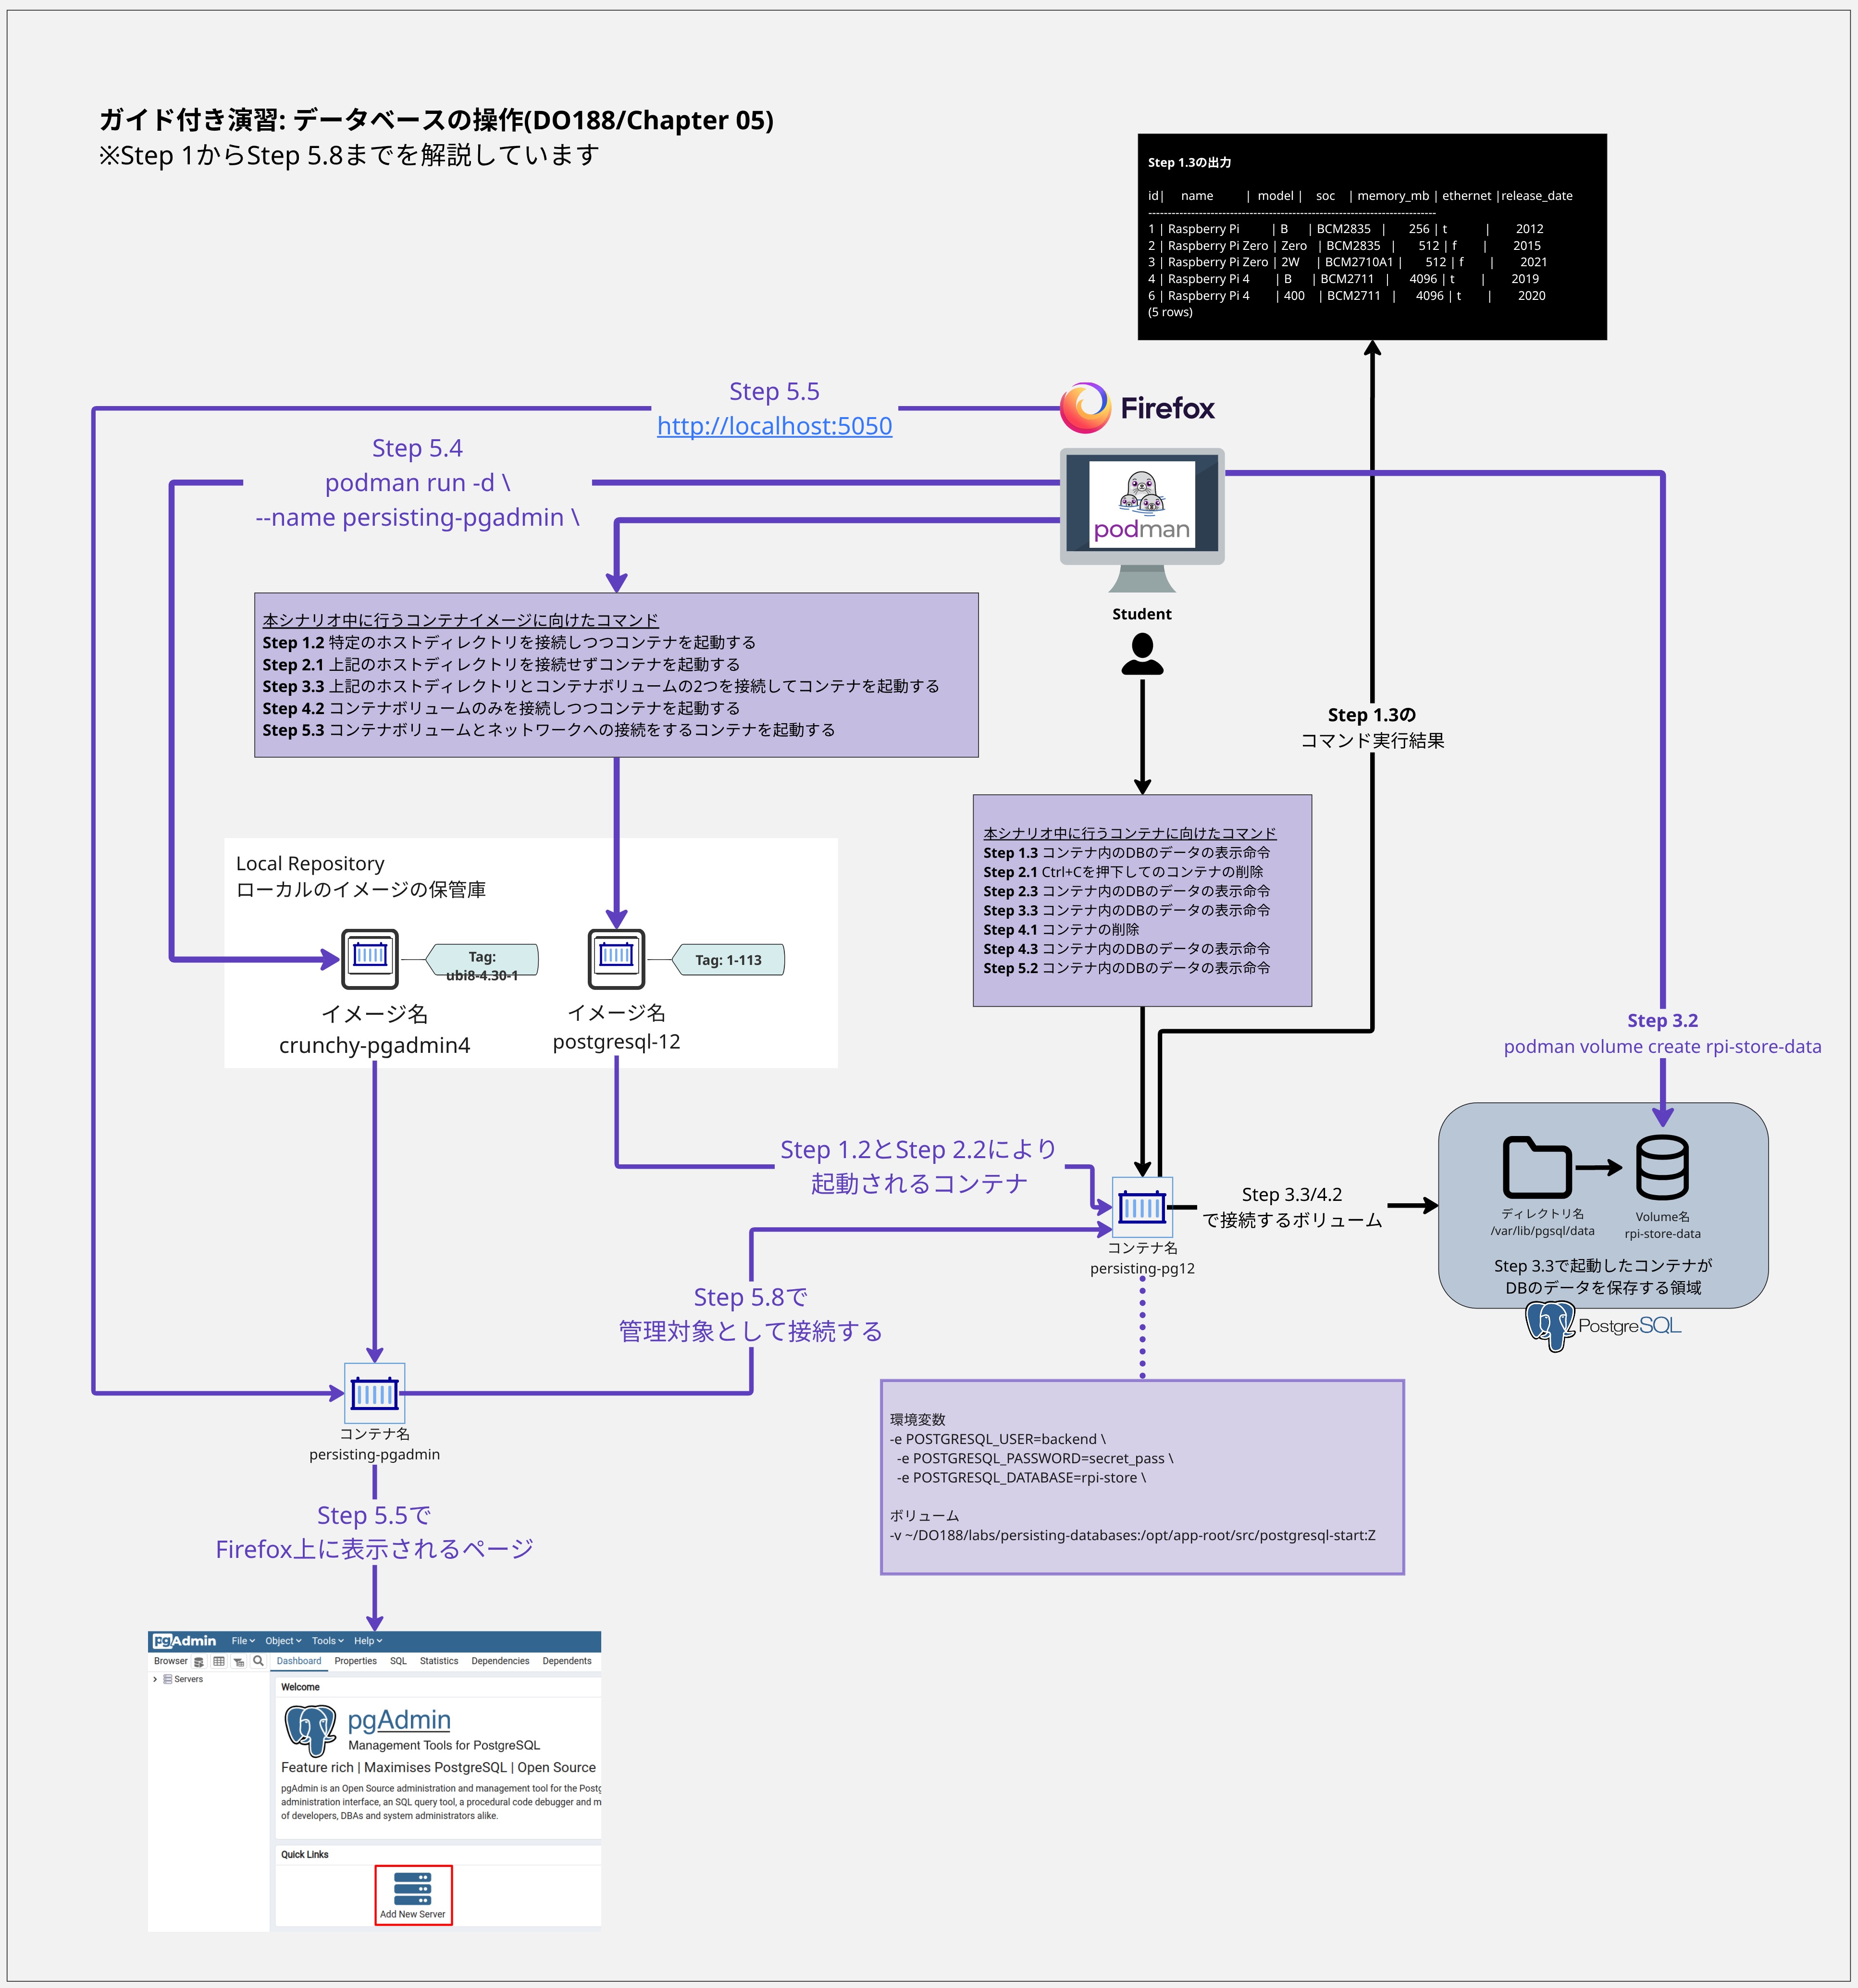 ガイド付き演習: データベースの操作(DO188/Chapter 05)
※Step 1からStep 5.8までを解説しています
Step 1.3の出力
id| name | model | soc | memory_mb | ethernet |release_date
--------------------------------------------------------------------------
1 | Raspberry Pi | B | BCM2835 | 256 | t | 2012
2 | Raspberry Pi Zero | Zero | BCM2835 | 512 | f | 2015
3 | Raspberry Pi Zero | 2W | BCM2710A1 | 512 | f | 2021
4 | Raspberry Pi 4 | B | BCM2711 | 4096 | t | 2019
6 | Raspberry Pi 4 | 400 | BCM2711 | 4096 | t | 2020
(5 rows)
Step 5.5
http://localhost:5050
Firefox
Step 5.4
podman run -d \
--name persisting-pgadmin \
podman
Student
本シナリオ中に行うコンテナイメージに向けたコマンド
Step 1.2 特定のホストディレクトリを接続しつつコンテナを起動する
Step 2.1 上記のホストディレクトリを接続せずコンテナを起動する
Step 3.3 上記のホストディレクトリとコンテナボリュームの2つを接続してコンテナを起動する
Step 4.2 コンテナボリュームのみを接続しつつコンテナを起動する
Step 5.3 コンテナボリュームとネットワークへの接続をするコンテナを起動する
Step 1.3の
コマンド実行結果
本シナリオ中に行うコンテナに向けたコマンド
Step 1.3 コンテナ内のDBのデータの表示命令
Step 2.1 Ctrl+Cを押下してのコンテナの削除
Step 2.3 コンテナ内のDBのデータの表示命令
Step 3.3 コンテナ内のDBのデータの表示命令
Step 4.1 コンテナの削除
Step 4.3 コンテナ内のDBのデータの表示命令
Step 5.2 コンテナ内のDBのデータの表示命令
Local Repository
ローカルのイメージの保管庫
Tag:
ubi8-4.30-1
Tag: 1-113
イメージ名
crunchy-pgadmin4
イメージ名
postgresql-12
Step 3.2
podman volume create rpi-store-data
Step 1.2とStep 2.2により
起動されるコンテナ
Step 3.3/4.2
で接続するボリューム
コンテナ名
persisting-pg12
ディレクトリ名
/var/lib/pgsql/data
Volume名
rpi-store-data
Step 3.3で起動したコンテナが
DBのデータを保存する領域
PostgreSQL
Step 5.8で
管理対象として接続する
コンテナ名
persisting-pgadmin
環境変数
-e POSTGRESQL_USER=backend \
-e POSTGRESQL_PASSWORD=secret_pass \
-e POSTGRESQL_DATABASE=rpi-store \
ボリューム
-v ~/DO188/labs/persisting-databases:/opt/app-root/src/postgresql-start:Z
Step 5.5で
Firefox上に表示されるページ
pgAdmin File Object Tools Help
Browser Dashboard Properties SQL Statistics Dependencies Dependents
Servers
Welcome
pgAdmin
Management Tools for PostgreSQL
Feature rich | Maximises PostgreSQL | Open Source
pgAdmin is an Open Source administration and management tool for the Postg
administration interface, an SQL query tool, a procedural code debugger and m
of developers, DBAs and system administrators alike.
Quick Links
Add New Server